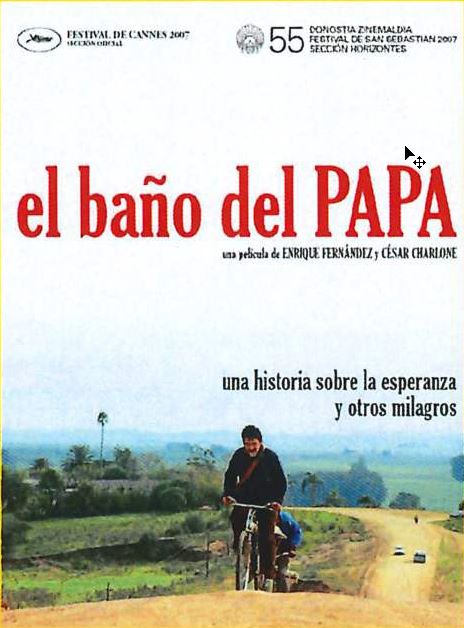 FESTIVAL DE CANNES 2007
SECCIÓN OFICIAL
55 DONOSTIA ZINEMALDIA
FESTIVAL DE SAN SEBASTIAN 2007
SECCIÓN HORIZONTES
el baño del PAPA
una película de ENRIQUE FERNÁNDEZ y CÉSAR CHARLONE
una historia sobre la esperanza
y otros milagros